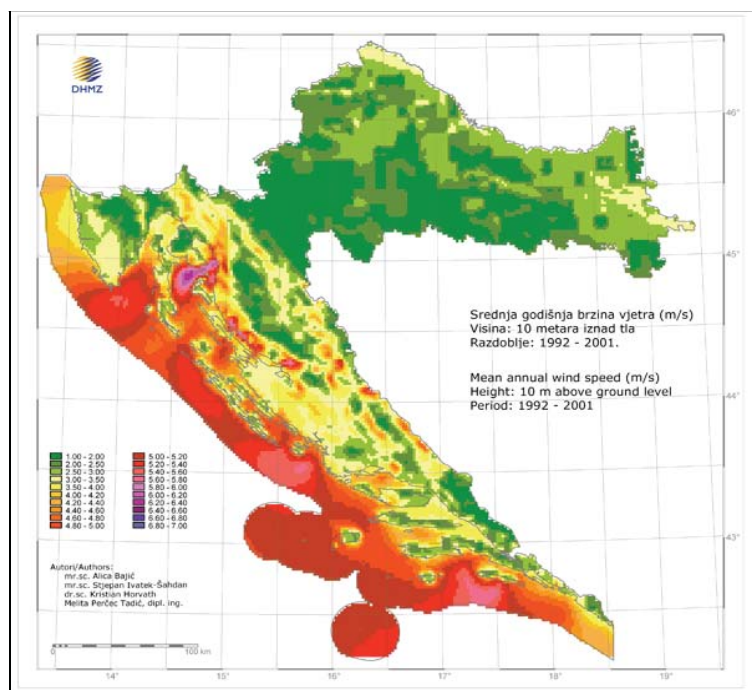 DHMZ
46°
45°
Srednja godišnja brzina vjetra (m/s)
Visina: 10 metara iznad tla
Razdoblje: 1992 - 2001.
Mean annual wind speed (m/s)
Height: 10 m above ground level
Period: 1992 - 2001
44°
1.00 - 2.00 5.00 - 5.20
2.00 - 2.50 5.20 - 5.40
2.50 - 3.00 5.40 - 5.60
3.00 - 3.50 5.60 - 5.80
3.50 - 4.00 5.80 - 6.00
4.00 - 4.20 6.00 - 6.20
4.20 - 4.40 6.20 - 6.40
4.40 - 4.60 6.40 - 6.60
4.60 - 4.80 6.60 - 6.80
4.80 - 5.00 6.80 - 7.00
43°
Autori/Authors:
mr.sc. Alica Bajić
mr.sc. Stjepan Ivatek-Šahdan
dr.sc. Kristian Horvath
Melita Perčec Tadić, dipl. ing.
0 100 km
14° 15° 16° 17° 18° 19°